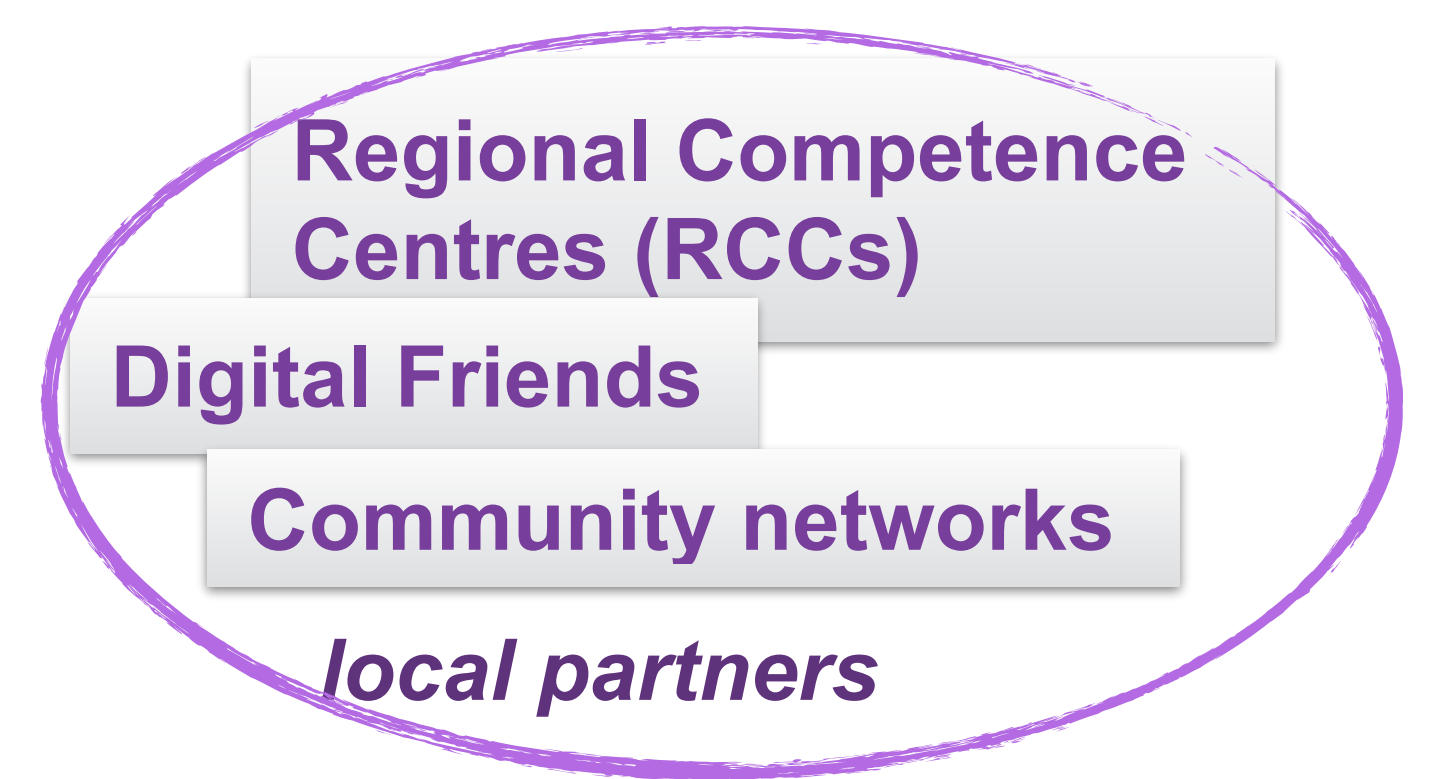 Regional Competence
Centres (RCCs)
Digital Friends
Community networks
local partners